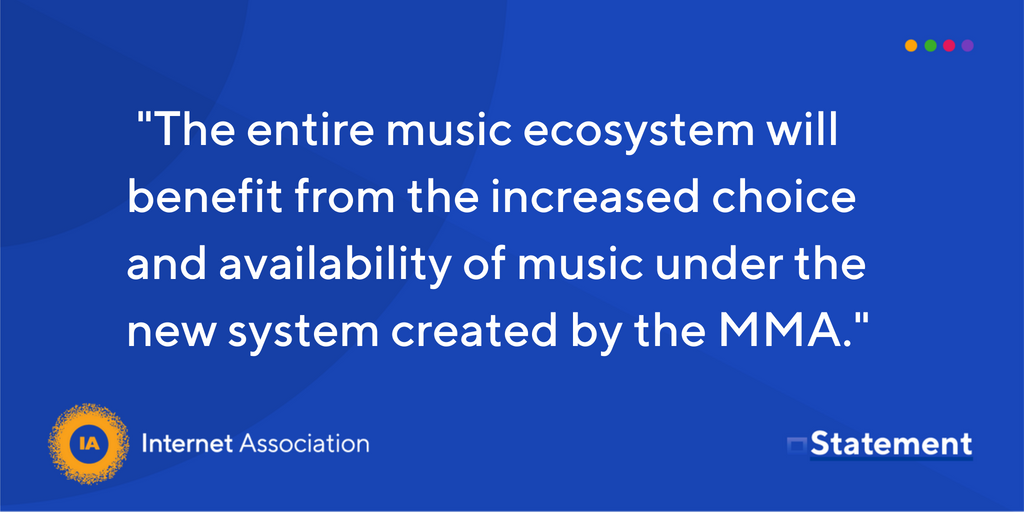 "The entire music ecosystem will
benefit from the increased choice
and availability of music under the
new system created by the MMA."
IA
Internet Association
Statement